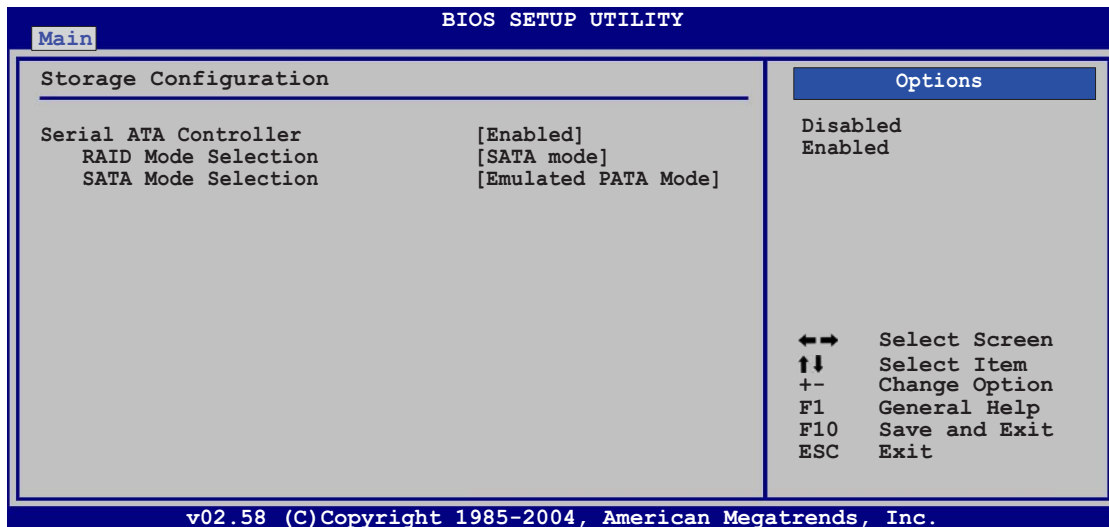 BIOS SETUP UTILITY
Main
Storage Configuration
Serial ATA Controller [Enabled]
RAID Mode Selection [SATA mode]
SATA Mode Selection [Emulated PATA Mode]
Options
Disabled
Enabled
←→ Select Screen
↑↓ Select Item
+- Change Option
F1 General Help
F10 Save and Exit
ESC Exit
v02.58 (C)Copyright 1985-2004, American Megatrends, Inc.